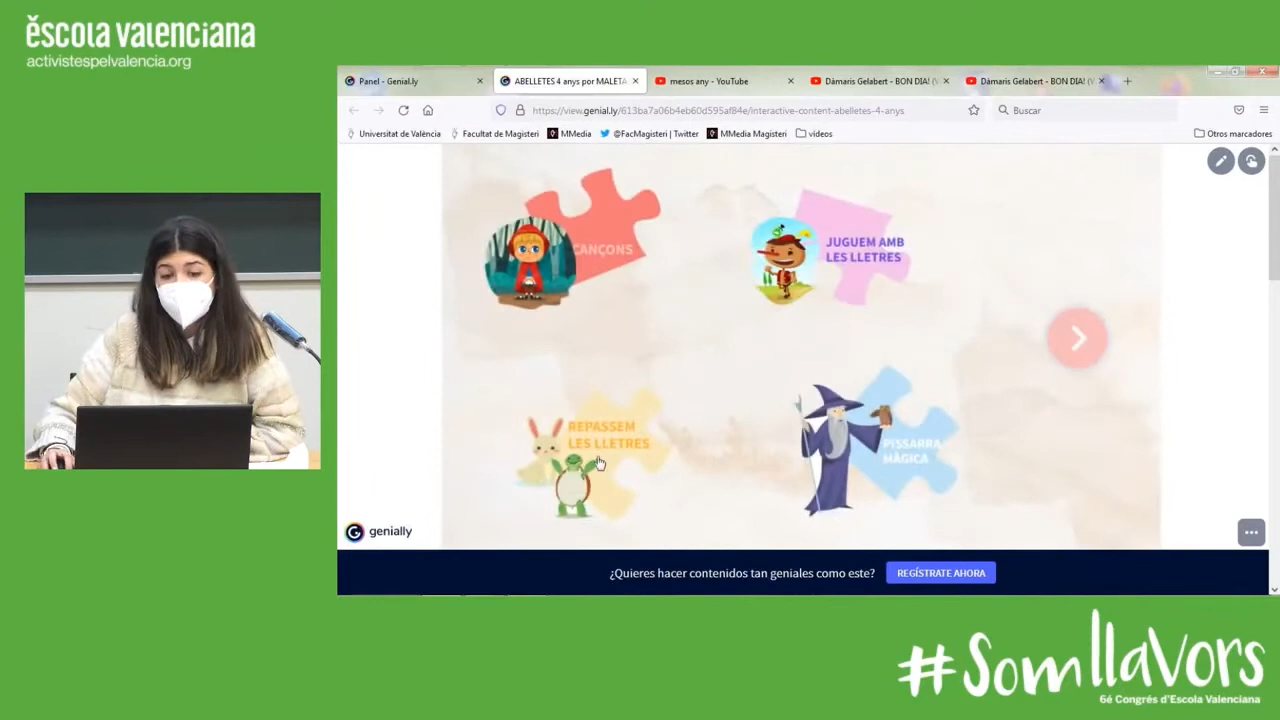 escola valenciana
activistespelvalencia.org
Panel - Genial.ly
ABELLETES 4 anys por MALETA
mesos any - YouTube
Dàmaris Gelabert - BON DIA! (V
Dàmaris Gelabert - BON DIA! (V
https://view.genial.ly/613ba7a06b4eb60d595af84e/interactive-content-abelletes-4-anys
Buscar
Universitat de València
Facultat de Magisteri
MMedia
@FacMagisteri | Twitter
MMedia Magisteri
vídeos
Otros marcadores
CANÇONS
JUGUEM AMB
LES LLETRES
REPASSEM
LES LLETRES
PISSARRA
MÀGICA
genially
¿Quieres hacer contenidos tan geniales como este?
REGÍSTRATE AHORA
#Somllavors
6é Congrés d'Escola Valenciana